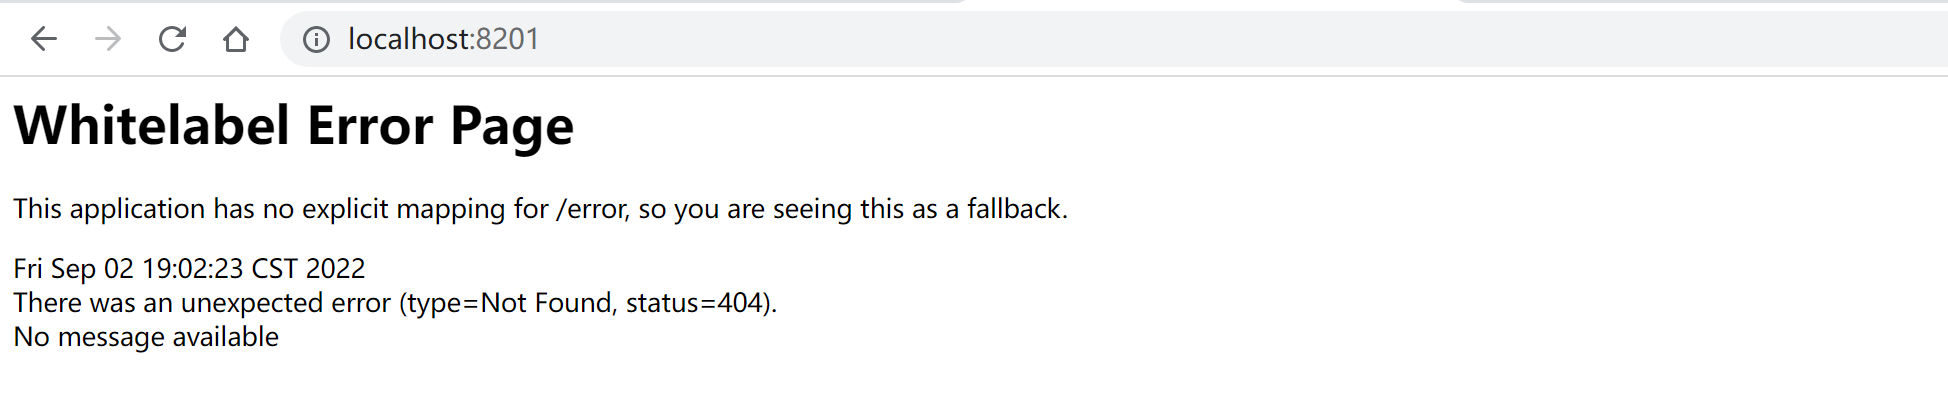 localhost:8201
Whitelabel Error Page
This application has no explicit mapping for /error, so you are seeing this as a fallback.
Fri Sep 02 19:02:23 CST 2022
There was an unexpected error (type=Not Found, status=404).
No message available